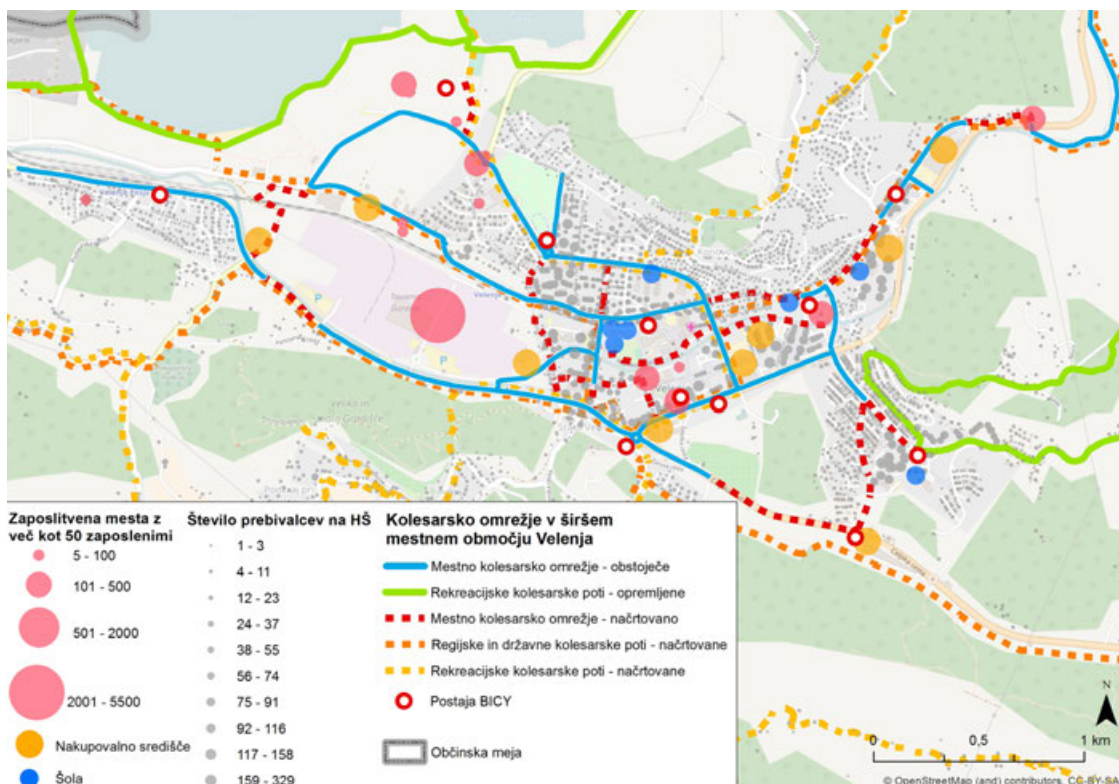 Velenje
Zaposlitvena mesta z
več kot 50 zaposlenimi
5 - 100
101 - 500
501 - 2000
2001 - 5500
Nakupovalno središče
Šola
Število prebivalcev na HŠ
1 - 3
4 - 11
12 - 23
24 - 37
38 - 55
56 - 74
75 - 91
92 - 116
117 - 158
159 - 329
Kolesarsko omrežje v širšem
mestnem območju Velenja
Mestno kolesarsko omrežje - obstoječe
Rekreacijske kolesarske poti - opremljene
Mestno kolesarsko omrežje - načrtovano
Regijske in državne kolesarske poti - načrtovane
Rekreacijske kolesarske poti - načrtovane
Postaja BICY
Občinska meja
N
0 0,5 1 km
© OpenStreetMap (and) contributors, CC-BY-SA